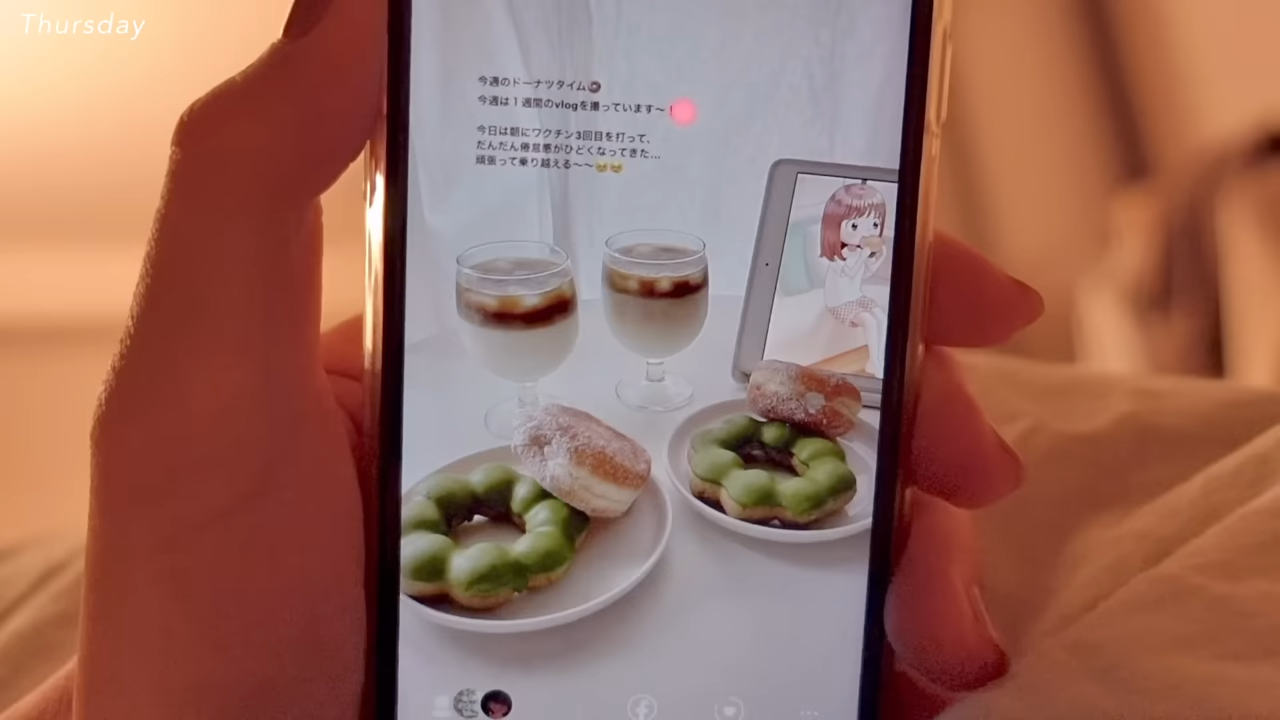 Thursday
今週のドーナツタイム🍩
今週は1週間のvlogを撮っています〜！
今日は朝にワクチン3回目を打って、
だんだん倦怠感がひどくなってきた...
頑張って乗り越える〜〜🥲🥲